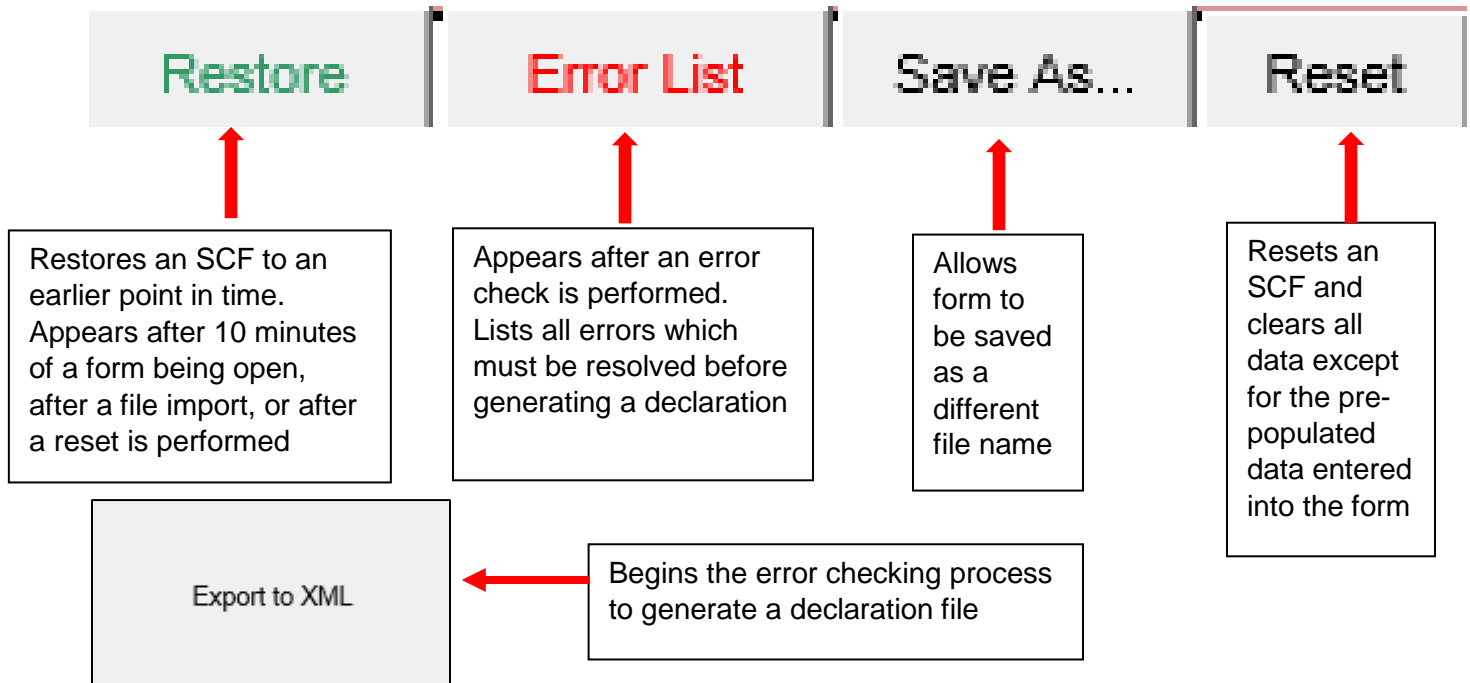 Restore
Error List
Save As...
Reset
Restores an SCF to an
earlier point in time.
Appears after 10 minutes
of a form being open,
after a file import, or after
a reset is performed
Appears after an error
check is performed.
Lists all errors which
must be resolved before
generating a declaration
Allows
form to
be saved
as a
different
file name
Resets an
SCF and
clears all
data except
for the pre-
populated
data entered
into the form
Export to XML
Begins the error checking process
to generate a declaration file